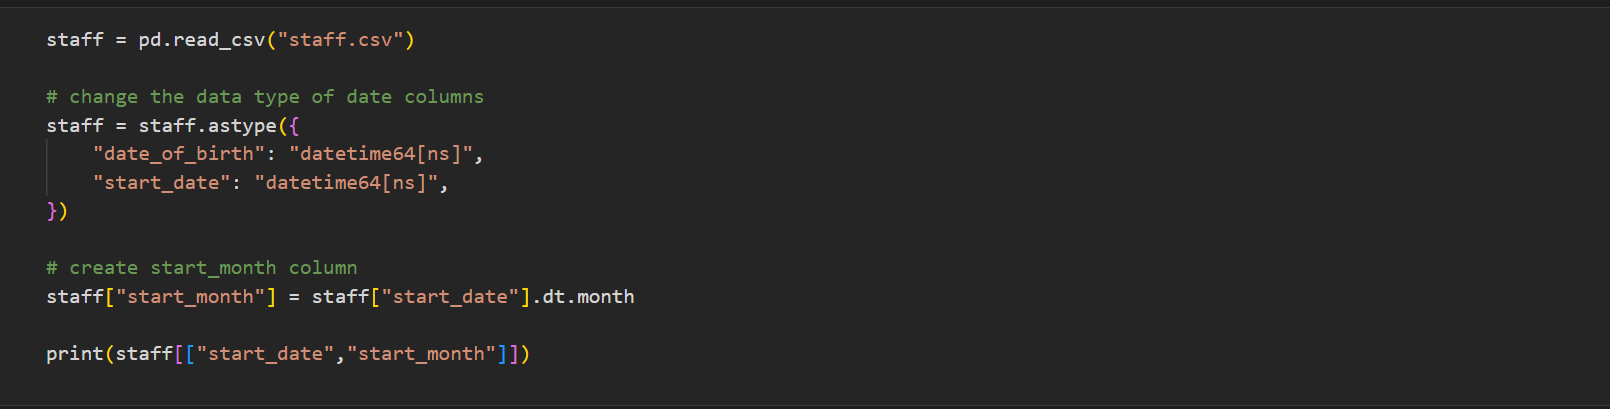 staff = pd.read_csv("staff.csv")
# change the data type of date columns
staff = staff.astype({
    "date_of_birth": "datetime64[ns]",
    "start_date": "datetime64[ns]",
})
# create start_month column
staff["start_month"] = staff["start_date"].dt.month
print(staff[["start_date","start_month"]])